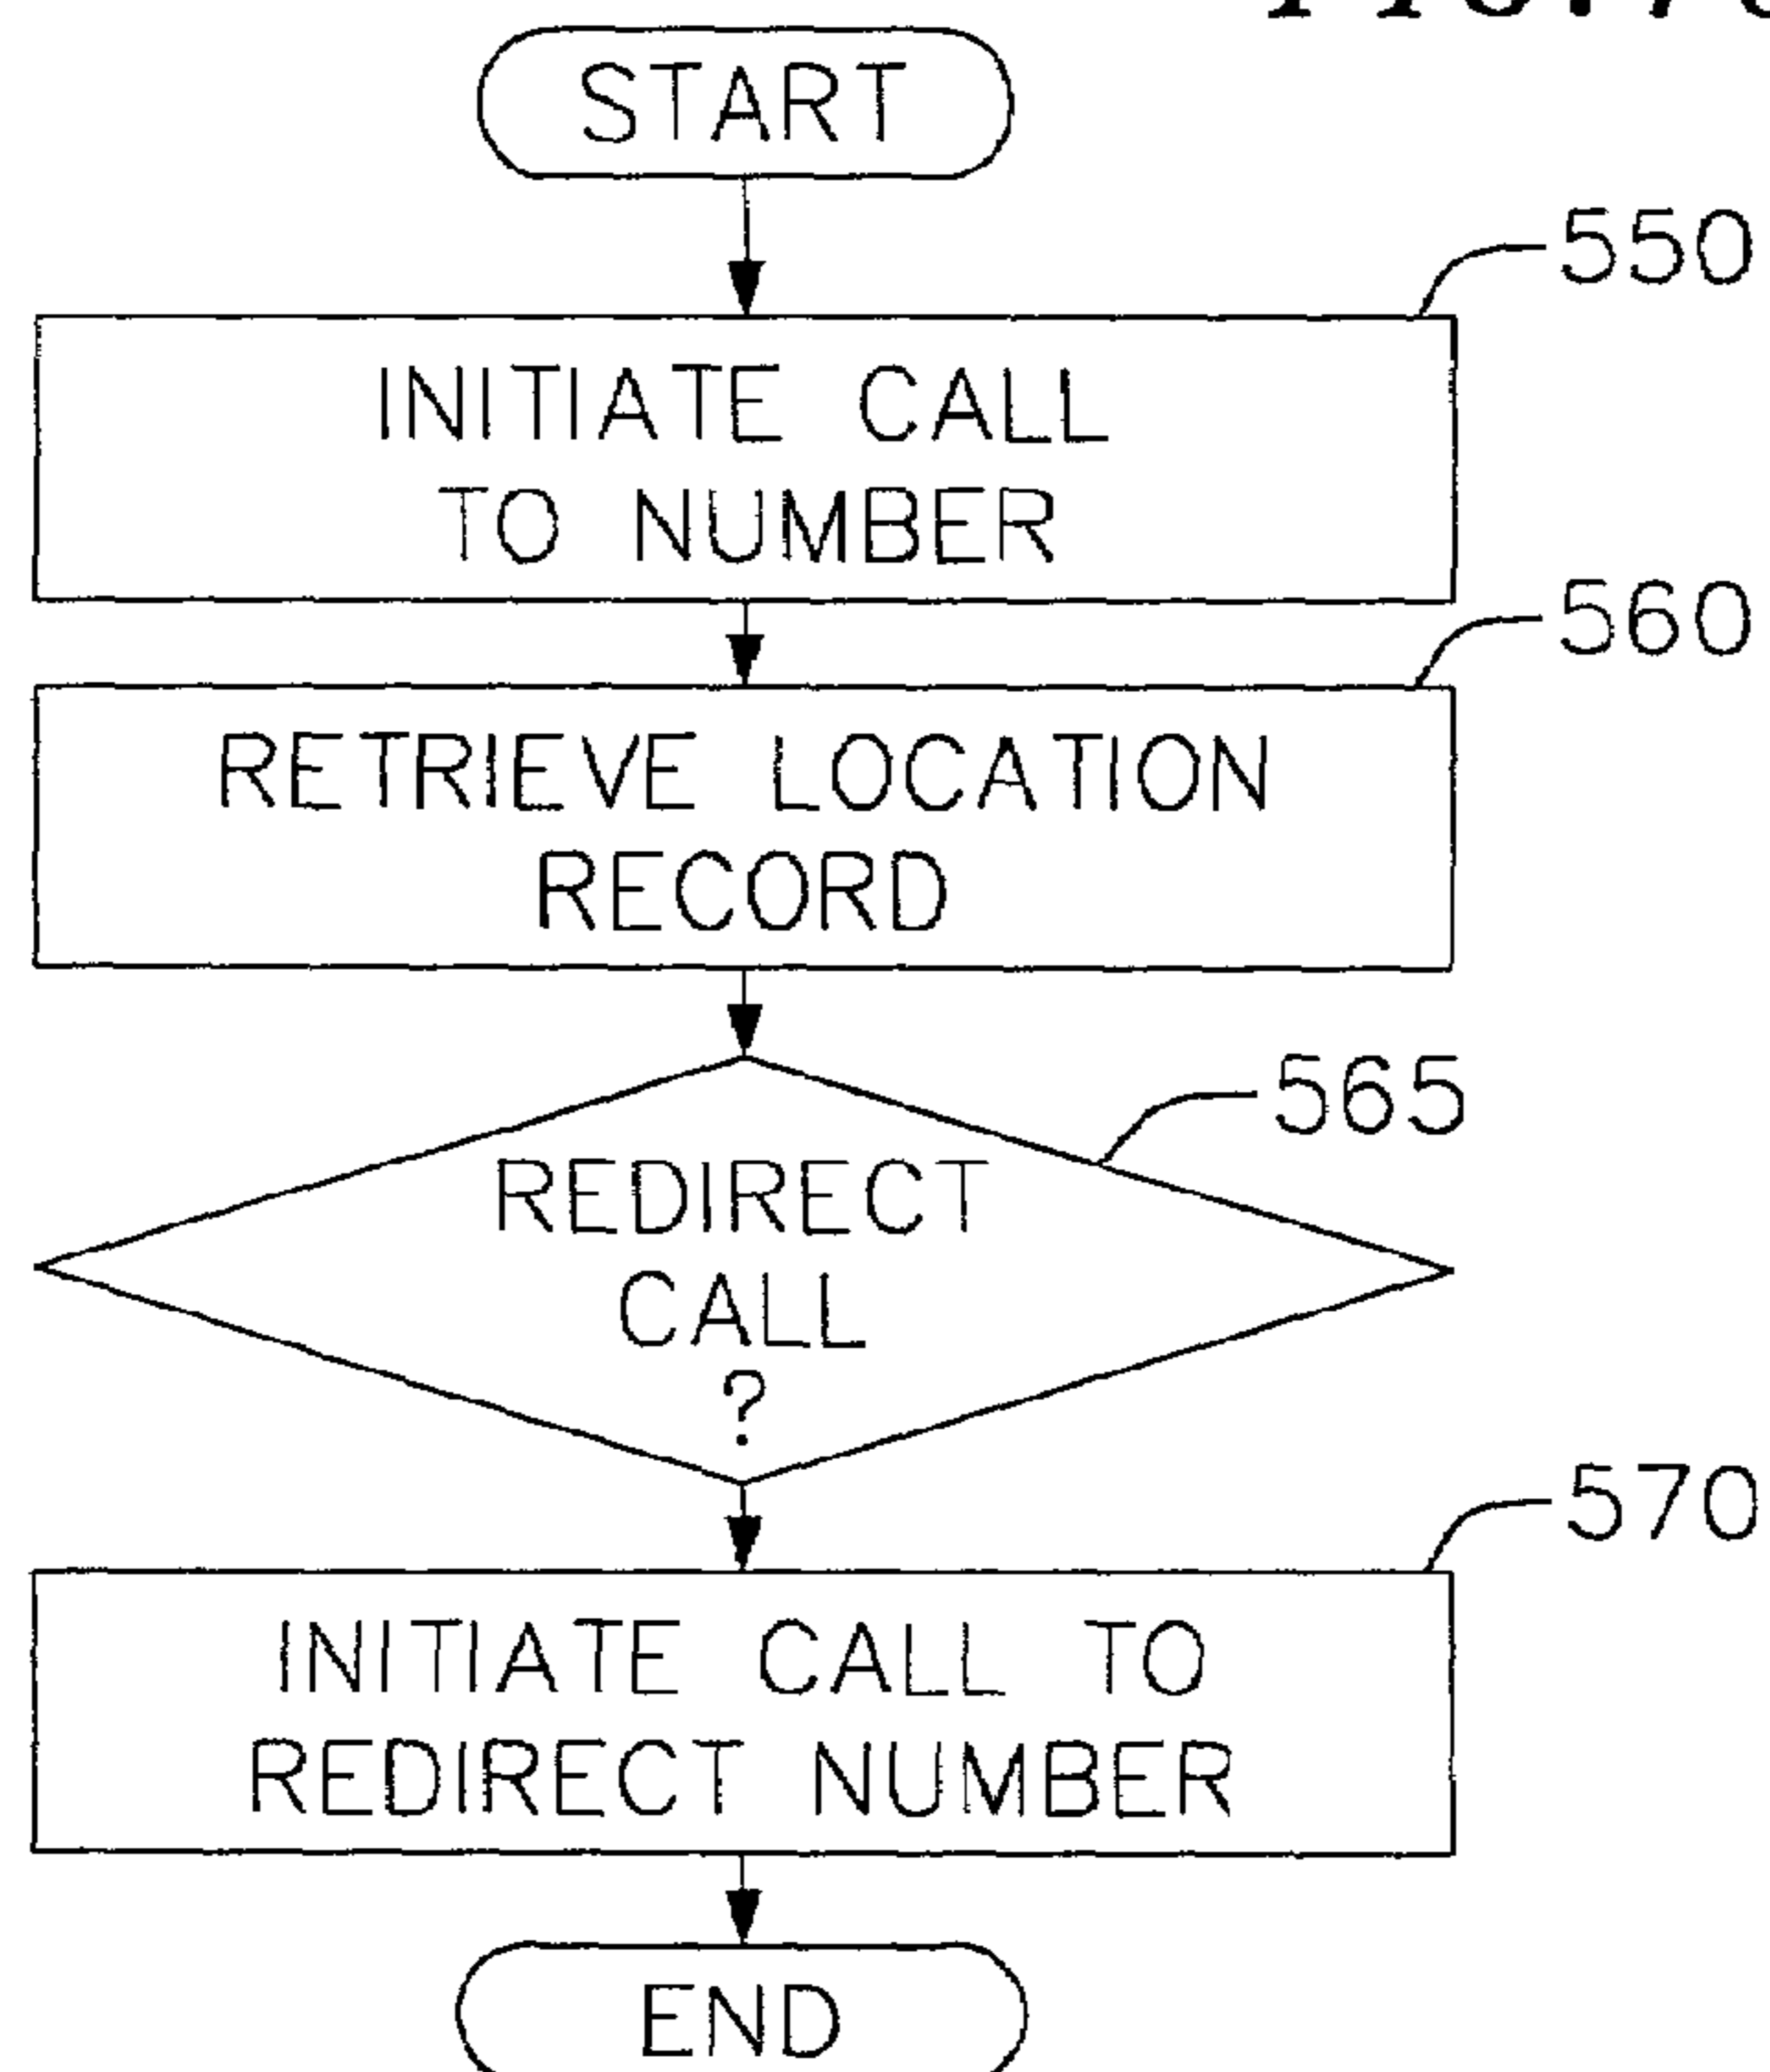 START
550
INITIATE CALL
TO NUMBER
560
RETRIEVE LOCATION
RECORD
565
REDIRECT
CALL
?
570
INITIATE CALL TO
REDIRECT NUMBER
END